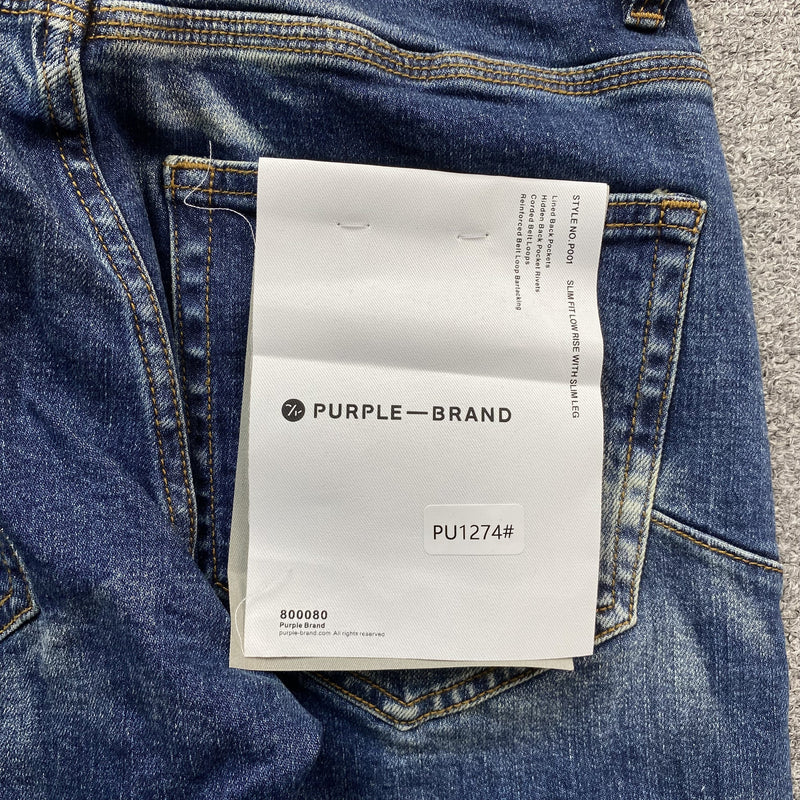 STYLE NO. P001 SLIM FIT LOW RISE WITH SLIM LEG
Lined Back Pockets
Hidden Back Pocket Rivets
Corded Belt Loops
Reinforced Belt Loop Bartacking
PURPLE—BRAND
PU1274#
800080
Purple Brand
purple-brand.com All rights reserved